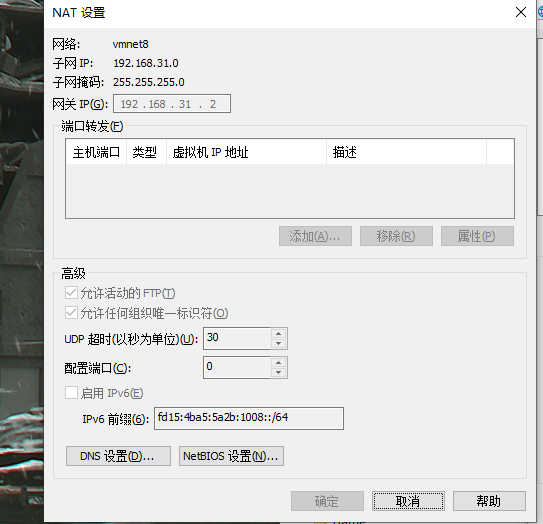 NAT 设置
网络: vmnet8
子网 IP: 192.168.31.0
子网掩码: 255.255.255.0
网关 IP(G): 192 . 168 . 31 . 2
端口转发(F)
主机端口 类型 虚拟机 IP 地址 描述
添加(A)... 移除(R) 属性(P)
高级
允许活动的 FTP(T)
允许任何组织唯一标识符(O)
UDP 超时(以秒为单位)(U): 30
配置端口(C): 0
启用 IPv6(E)
IPv6 前缀(6): fd15:4ba5:5a2b:1008::/64
DNS 设置(D)... NetBIOS 设置(N)...
确定 取消 帮助